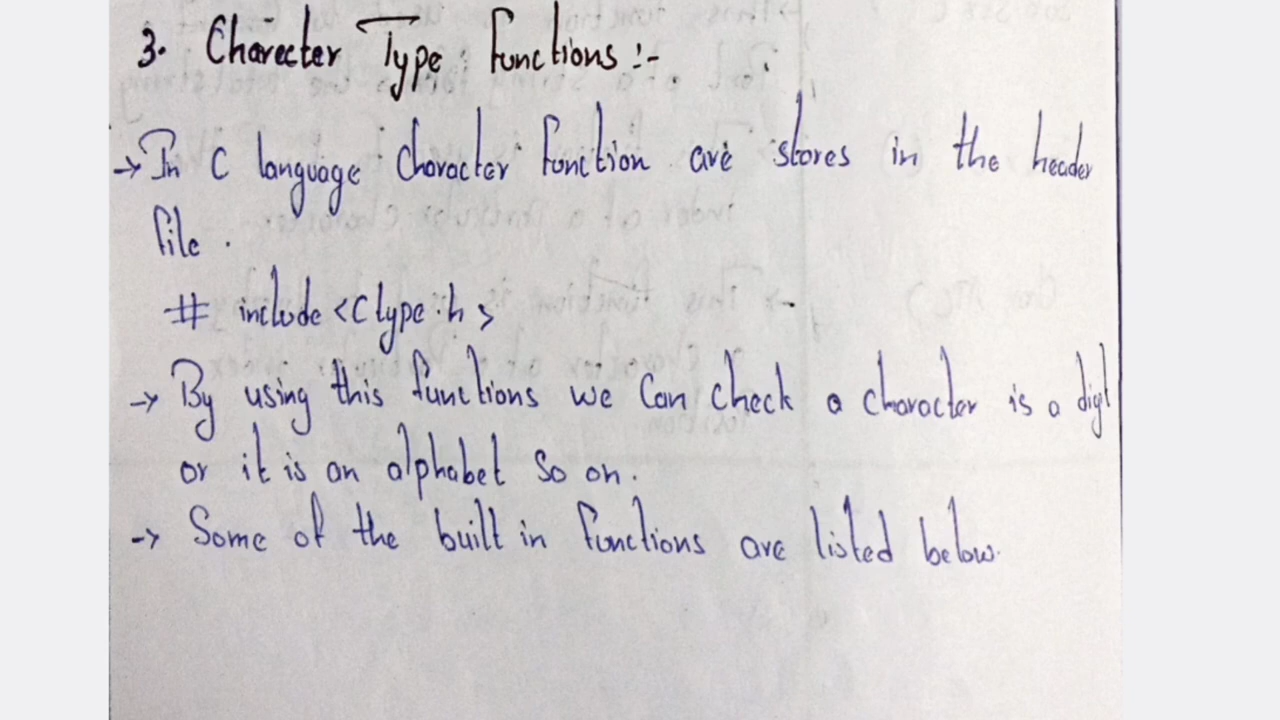 3. Charecter Type functions :-
→ In C language character function are stores in the header
file .
# include <Ctype.h>
→ By using this functions we Can check a character is a digit
or it is an alphabet So on.
→ Some of the built in functions are listed below.